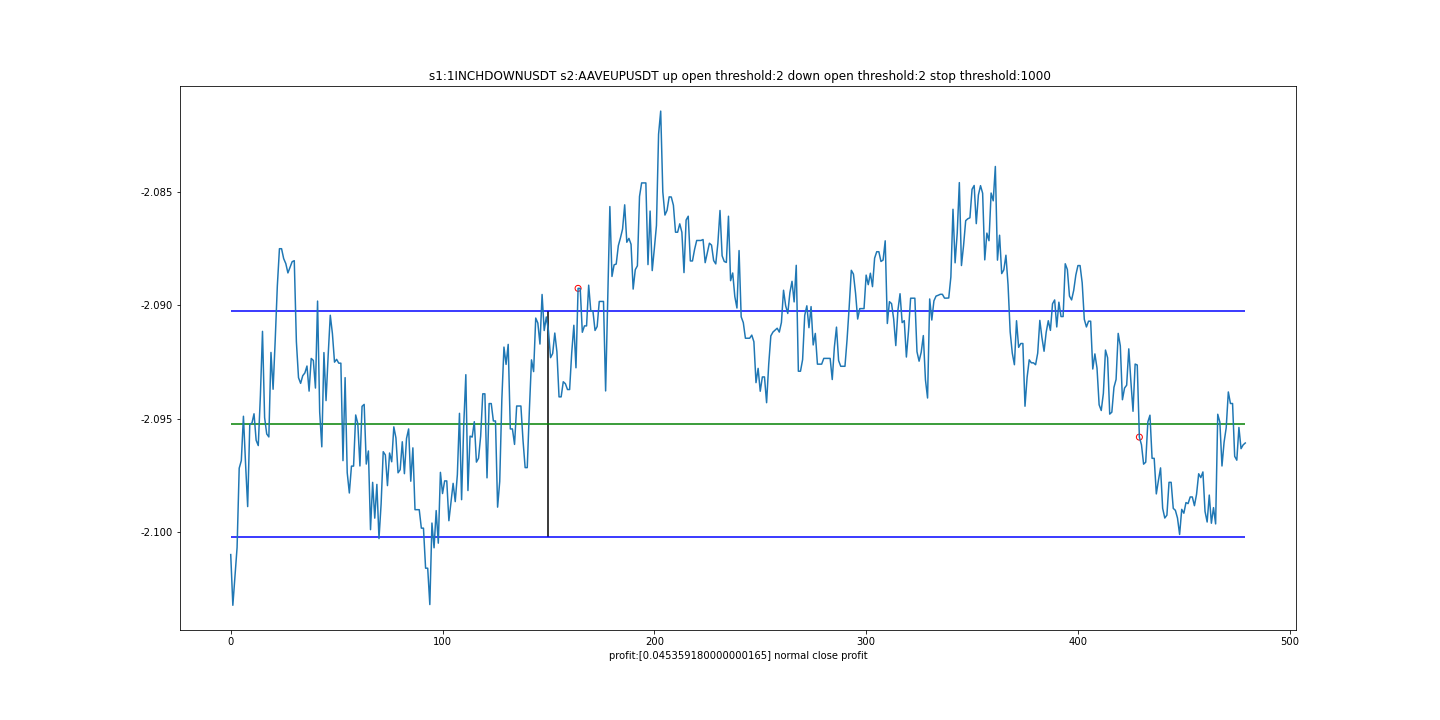 s1:1INCHDOWNUSDT s2:AAVEUPUSDT up open threshold:2 down open threshold:2 stop threshold:1000
-2.085
-2.090
-2.095
-2.100
0 100 200 300 400 500
profit:[0.045359180000000165] normal close profit